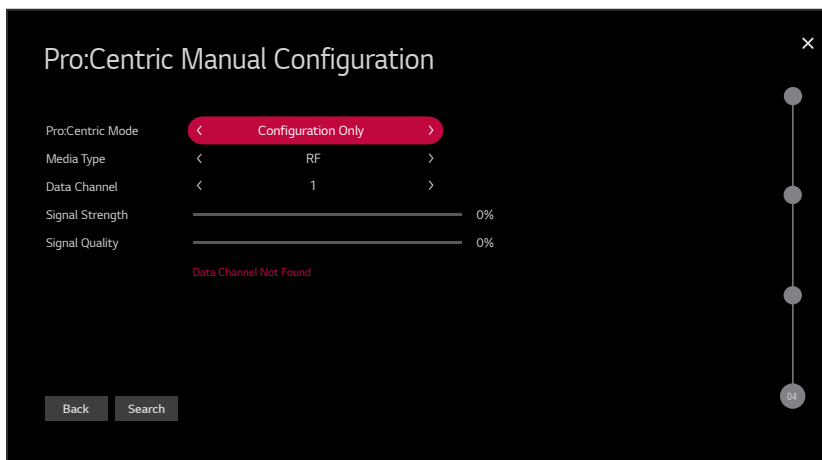 Pro:Centric Manual Configuration
Pro:Centric Mode Configuration Only
Media Type RF
Data Channel 1
Signal Strength 0%
Signal Quality 0%
Data Channel Not Found
04
Back Search